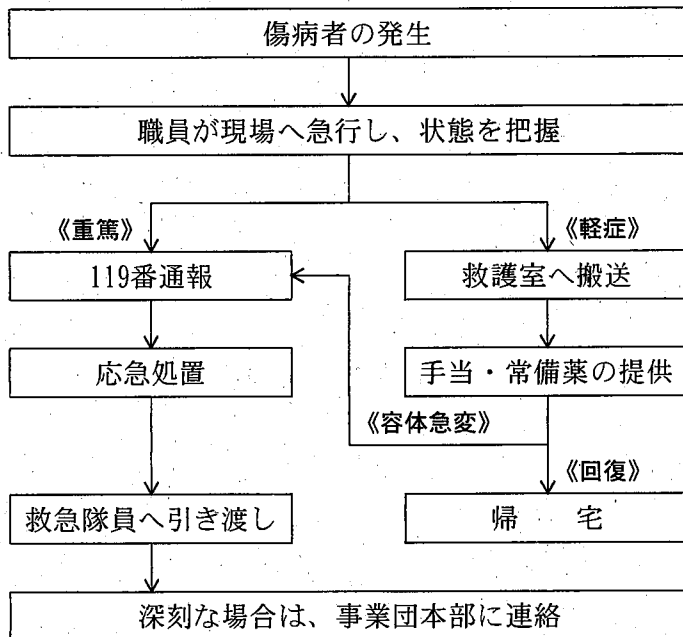 傷病者の発生
職員が現場へ急行し、状態を把握
《重篤》
《軽症》
119番通報
救護室へ搬送
応急処置
手当・常備薬の提供
《容体急変》
《回復》
救急隊員へ引き渡し
帰　宅
深刻な場合は、事業団本部に連絡